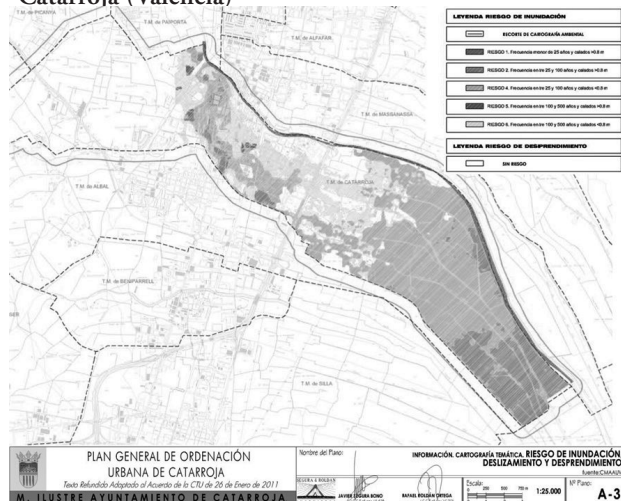 Catarroja (Valencia)
T.M. de PICANYA
T.M. de PAIPORTA
T.M. de ALFAFAR
T.M. de MASSANASSA
T.M. de CATARROJA
T.M. de ALBAL
T.M. de BENIPARRELL
T.M. de SILLA
LEYENDA RIESGO DE INUNDACIÓN
RECORTE DE CARTOGRAFÍA AMBIENTAL
RIESGO 1. Frecuencia menor de 25 años y calados >0.8 m
RIESGO 2. Frecuencia entre 25 y 100 años y calados >0.8 m
RIESGO 4. Frecuencia entre 25 y 100 años y calados <0.8 m
RIESGO 5. Frecuencia entre 100 y 500 años y calados >0.8 m
RIESGO 6. Frecuencia entre 100 y 500 años y calados <0.8 m
LEYENDA RIESGO DE DESPRENDIMIENTO
SIN RIESGO
PLAN GENERAL DE ORDENACIÓN
URBANA DE CATARROJA
Texto Refundido Adaptado al Acuerdo de la CTU de 26 de Enero de 2011
M. ILUSTRE AYUNTAMIENTO DE CATARROJA
Nombre del Plano:
INFORMACIÓN. CARTOGRAFÍA TEMÁTICA. RIESGO DE INUNDACIÓN
DESLIZAMIENTO Y DESPRENDIMIENTO
SEGURA & ROLDAN
JAVIER SEGURA BONO
RAFAEL ROLDÁN ORTEGA
Escala:
1:25.000
Nº Plano:
A-3